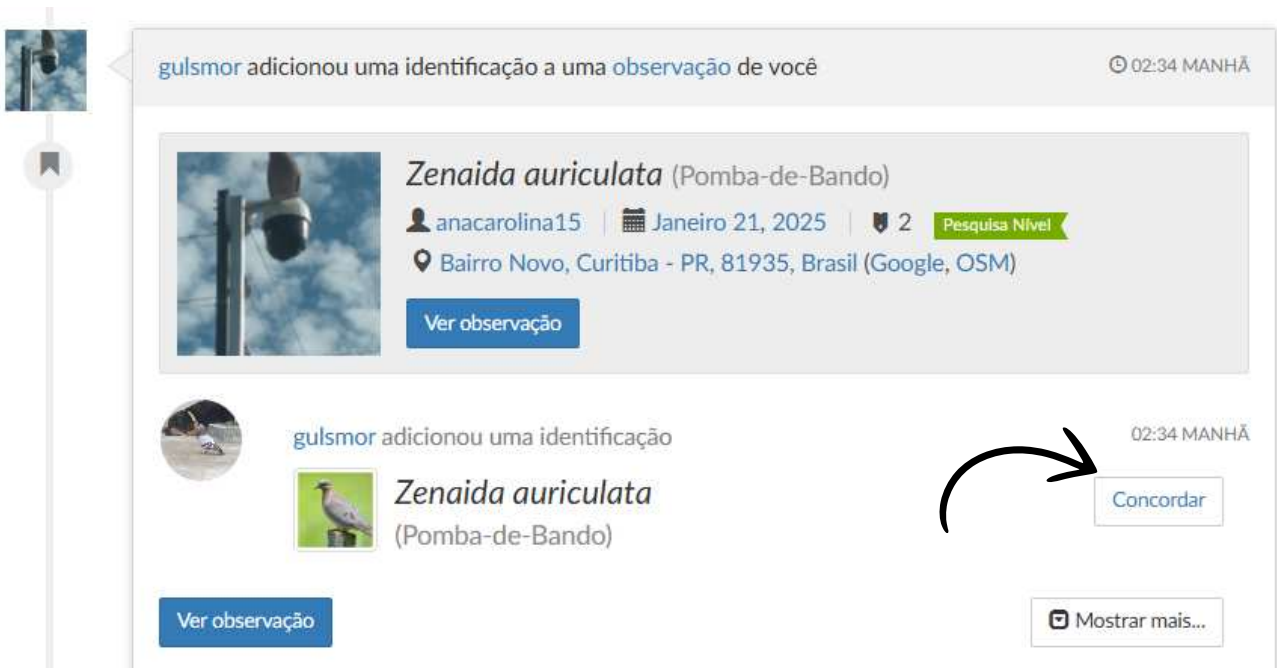 gulsmor adicionou uma identificação a uma observação de você 02:34 MANHÃ
Zenaida auriculata (Pomba-de-Bando)
anacarolina15 Janeiro 21, 2025 2 Pesquisa Nível
Bairro Novo, Curitiba - PR, 81935, Brasil (Google, OSM)
Ver observação
gulsmor adicionou uma identificação 02:34 MANHÃ
Zenaida auriculata
(Pomba-de-Bando)
Concordar
Ver observação Mostrar mais...